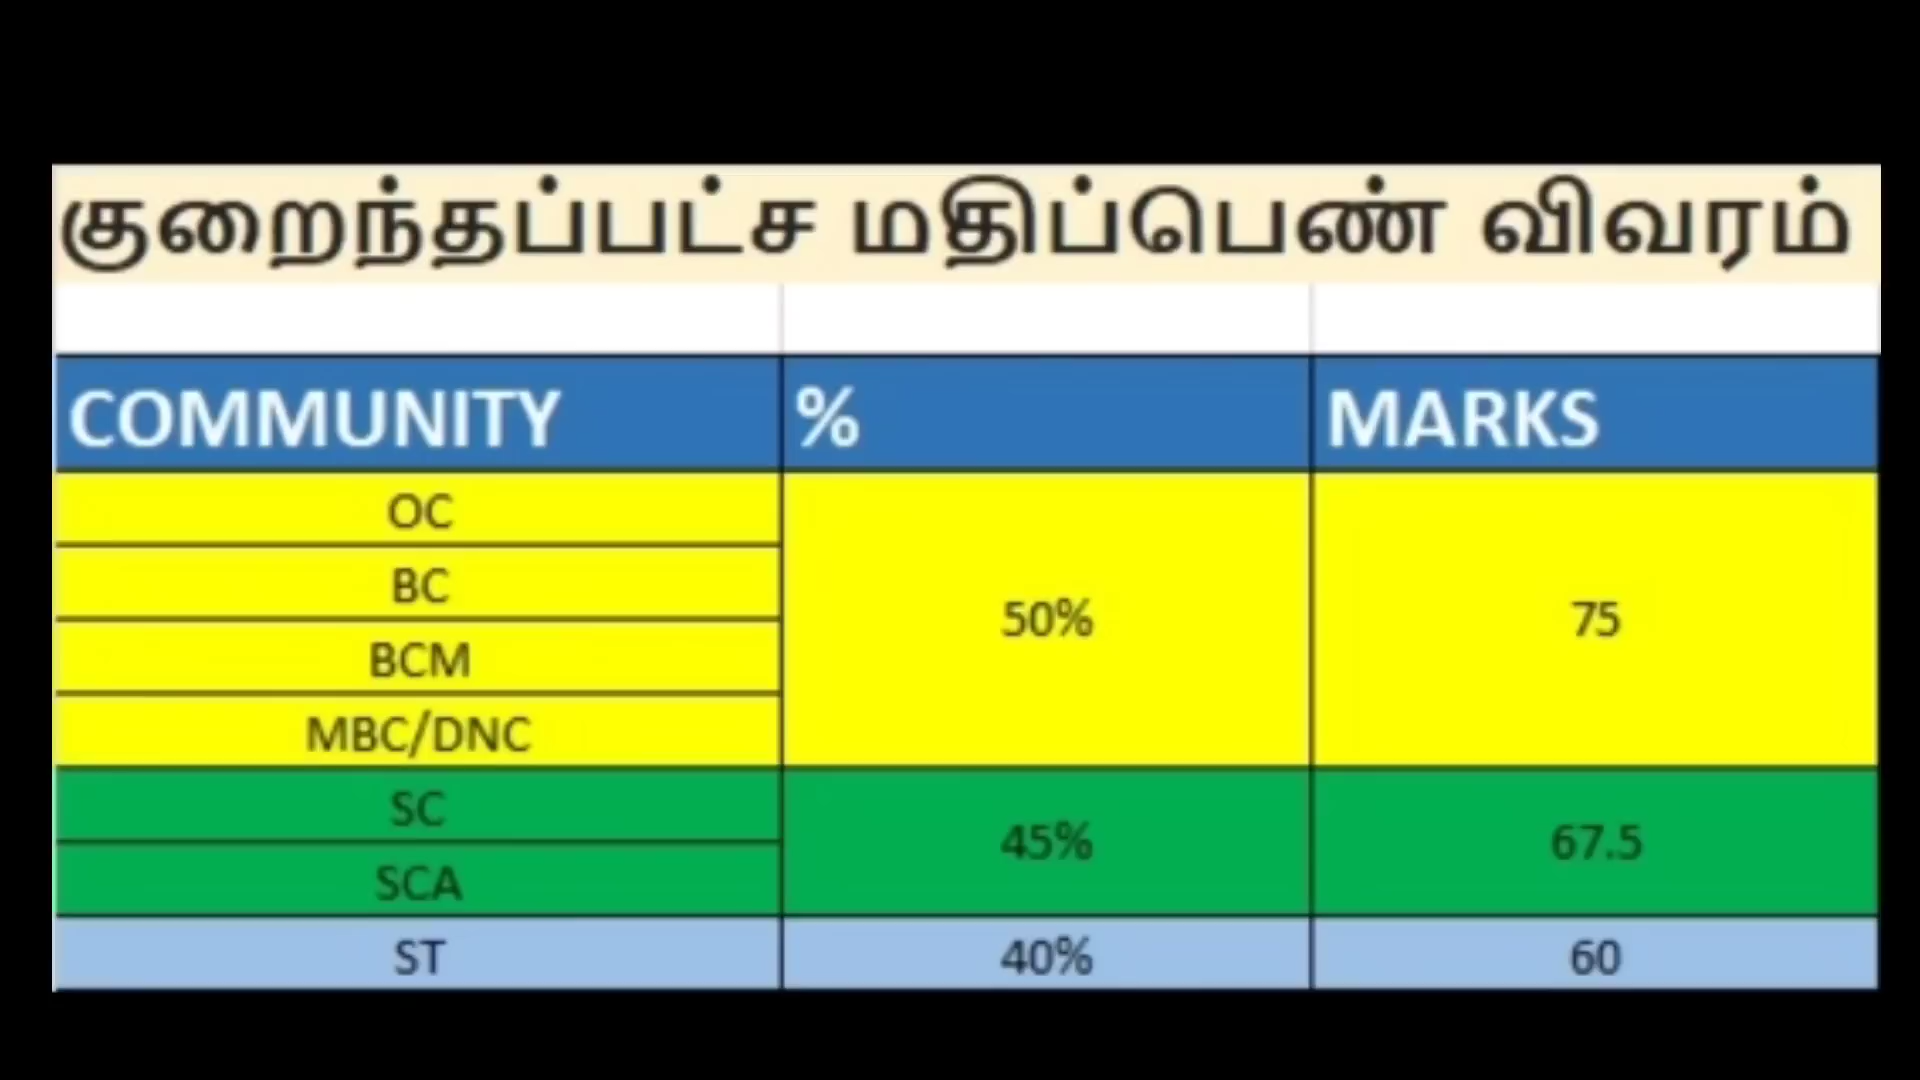 குறைந்தப்பட்ச மதிப்பெண் விவரம்
COMMUNITY % MARKS
OC
BC
50% 75
BCM
MBC/DNC
SC
45% 67.5
SCA
ST 40% 60